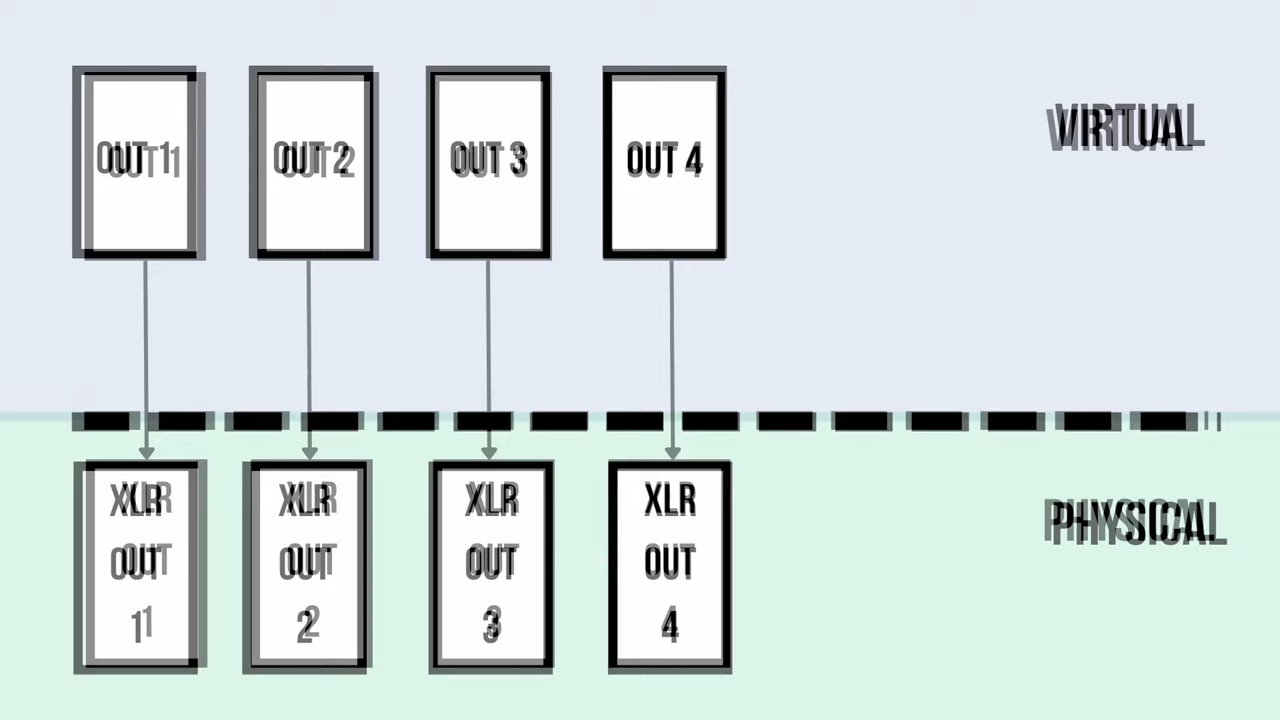 OUT 1
OUT 2
OUT 3
OUT 4
VIRTUAL
XLR
OUT
1
XLR
OUT
2
XLR
OUT
3
XLR
OUT
4
PHYSICAL